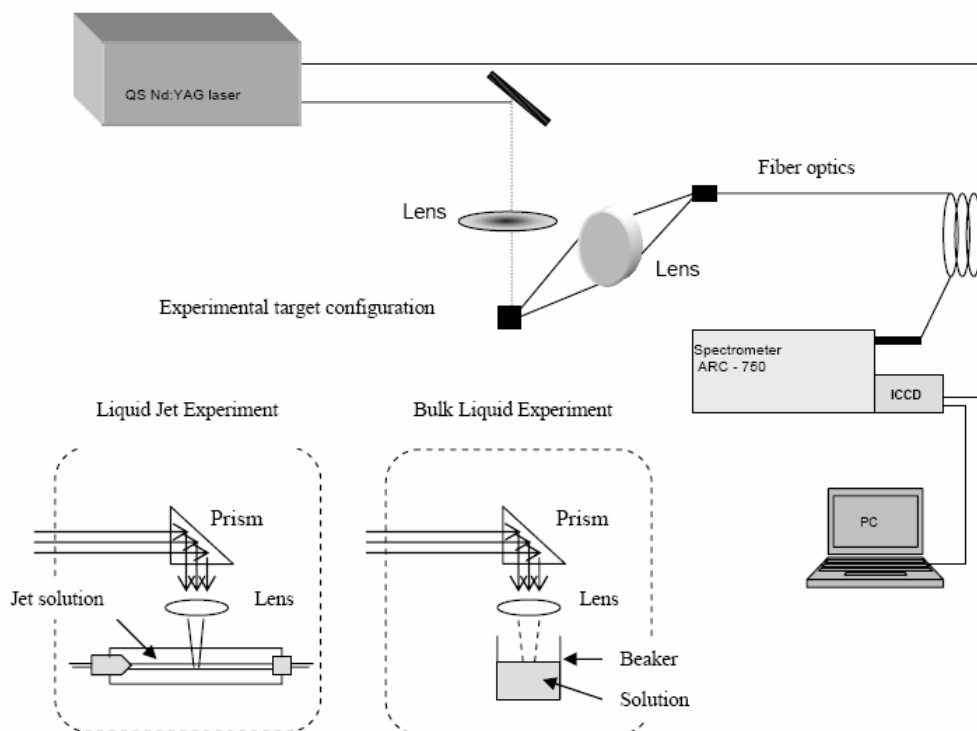 QS Nd:YAG laser
Fiber optics
Lens
Lens
Experimental target configuration
Spectrometer
ARC - 750
ICCD
Liquid Jet Experiment
Bulk Liquid Experiment
PC
Prism
Prism
Jet solution
Lens
Lens
Beaker
Solution